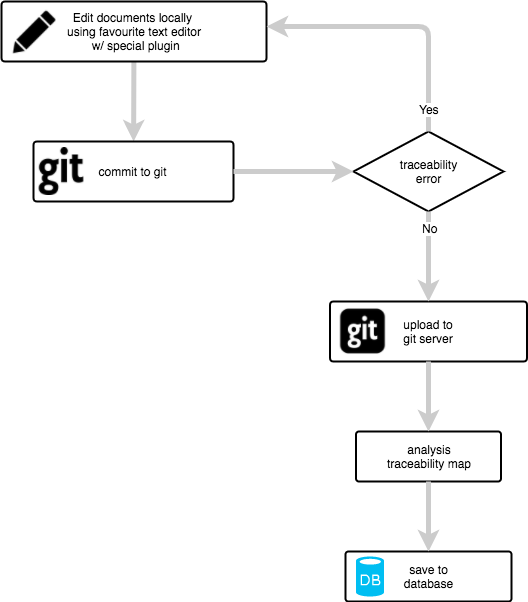 Edit documents locally
using favourite text editor
w/ special plugin
Yes
git
commit to git
traceability
error
No
git
upload to
git server
analysis
traceability map
DB
save to
database